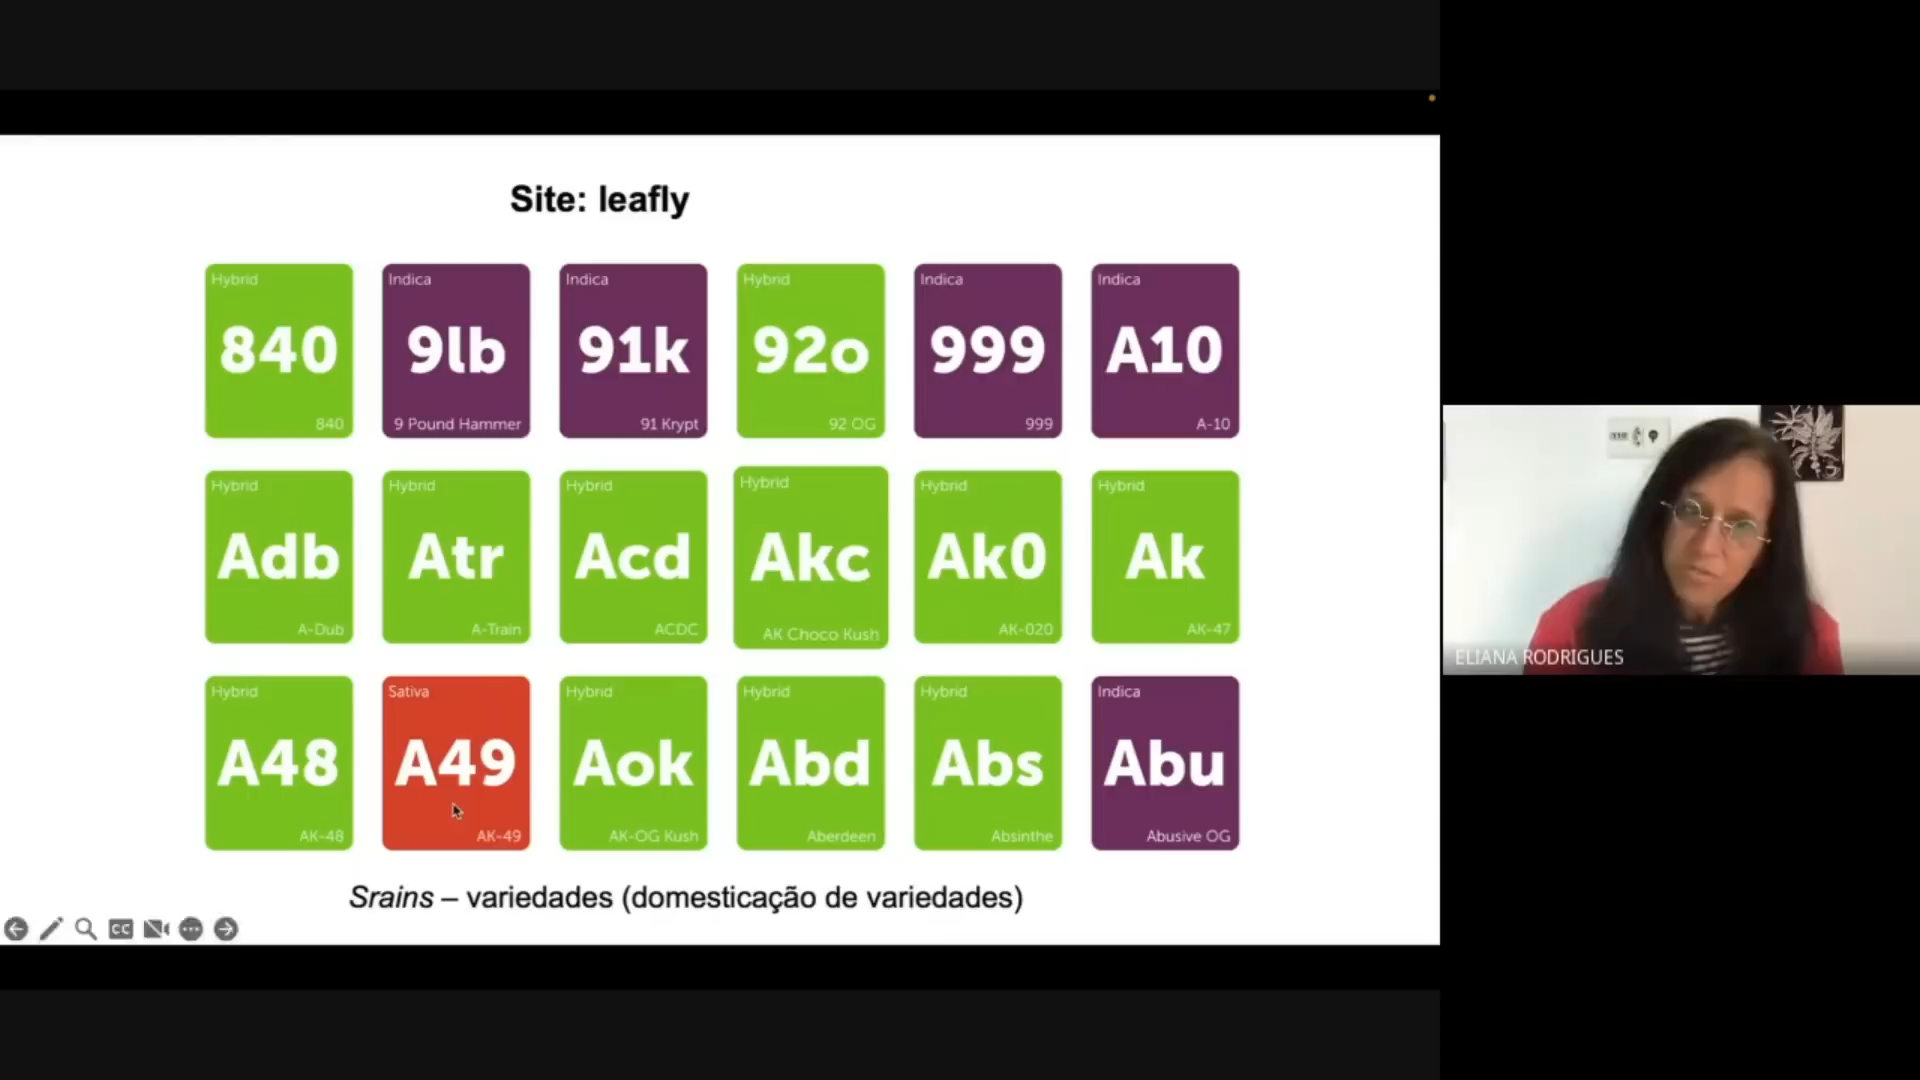 Site: leafly
Hybrid
840
840
Indica
9lb
9 Pound Hammer
Indica
91k
91 Krypt
Hybrid
92o
92 OG
Indica
999
999
Indica
A10
A-10
Hybrid
Adb
A-Dub
Hybrid
Atr
A-Train
Hybrid
Acd
ACDC
Hybrid
Akc
AK Choco Kush
Hybrid
Ak0
AK-020
Hybrid
Ak
AK-47
Hybrid
A48
AK-48
Sativa
A49
AK-49
Hybrid
Aok
AK-OG Kush
Hybrid
Abd
Aberdeen
Hybrid
Abs
Absinthe
Indica
Abu
Abusive OG
Srains – variedades (domesticação de variedades)
CC
ELIANA RODRIGUES